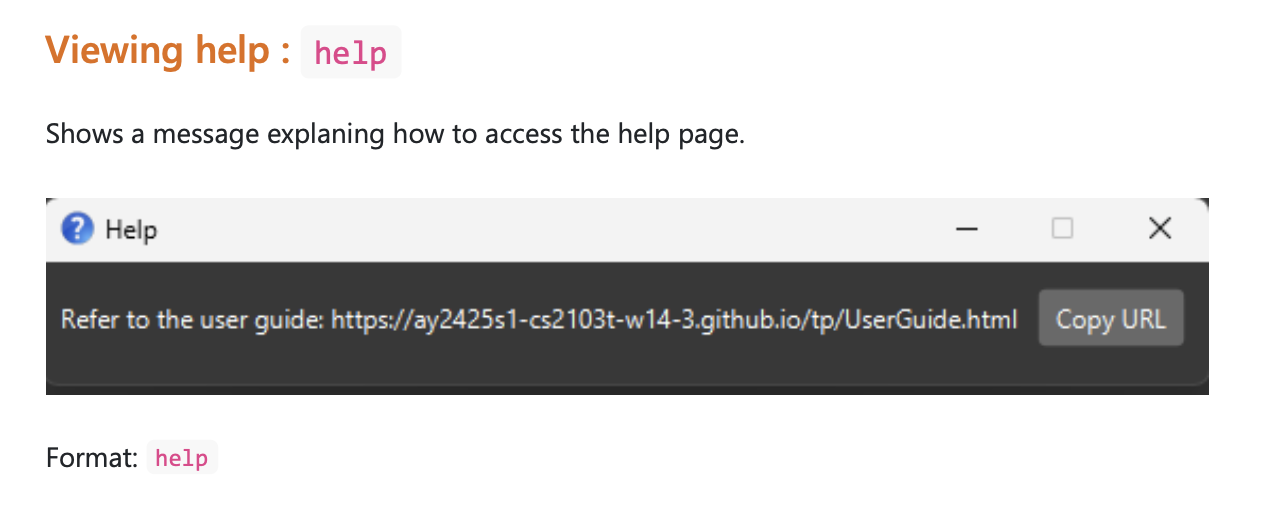 Viewing help : help
Shows a message explaning how to access the help page.
Help
Refer to the user guide: https://ay2425s1-cs2103t-w14-3.github.io/tp/UserGuide.html Copy URL
Format: help